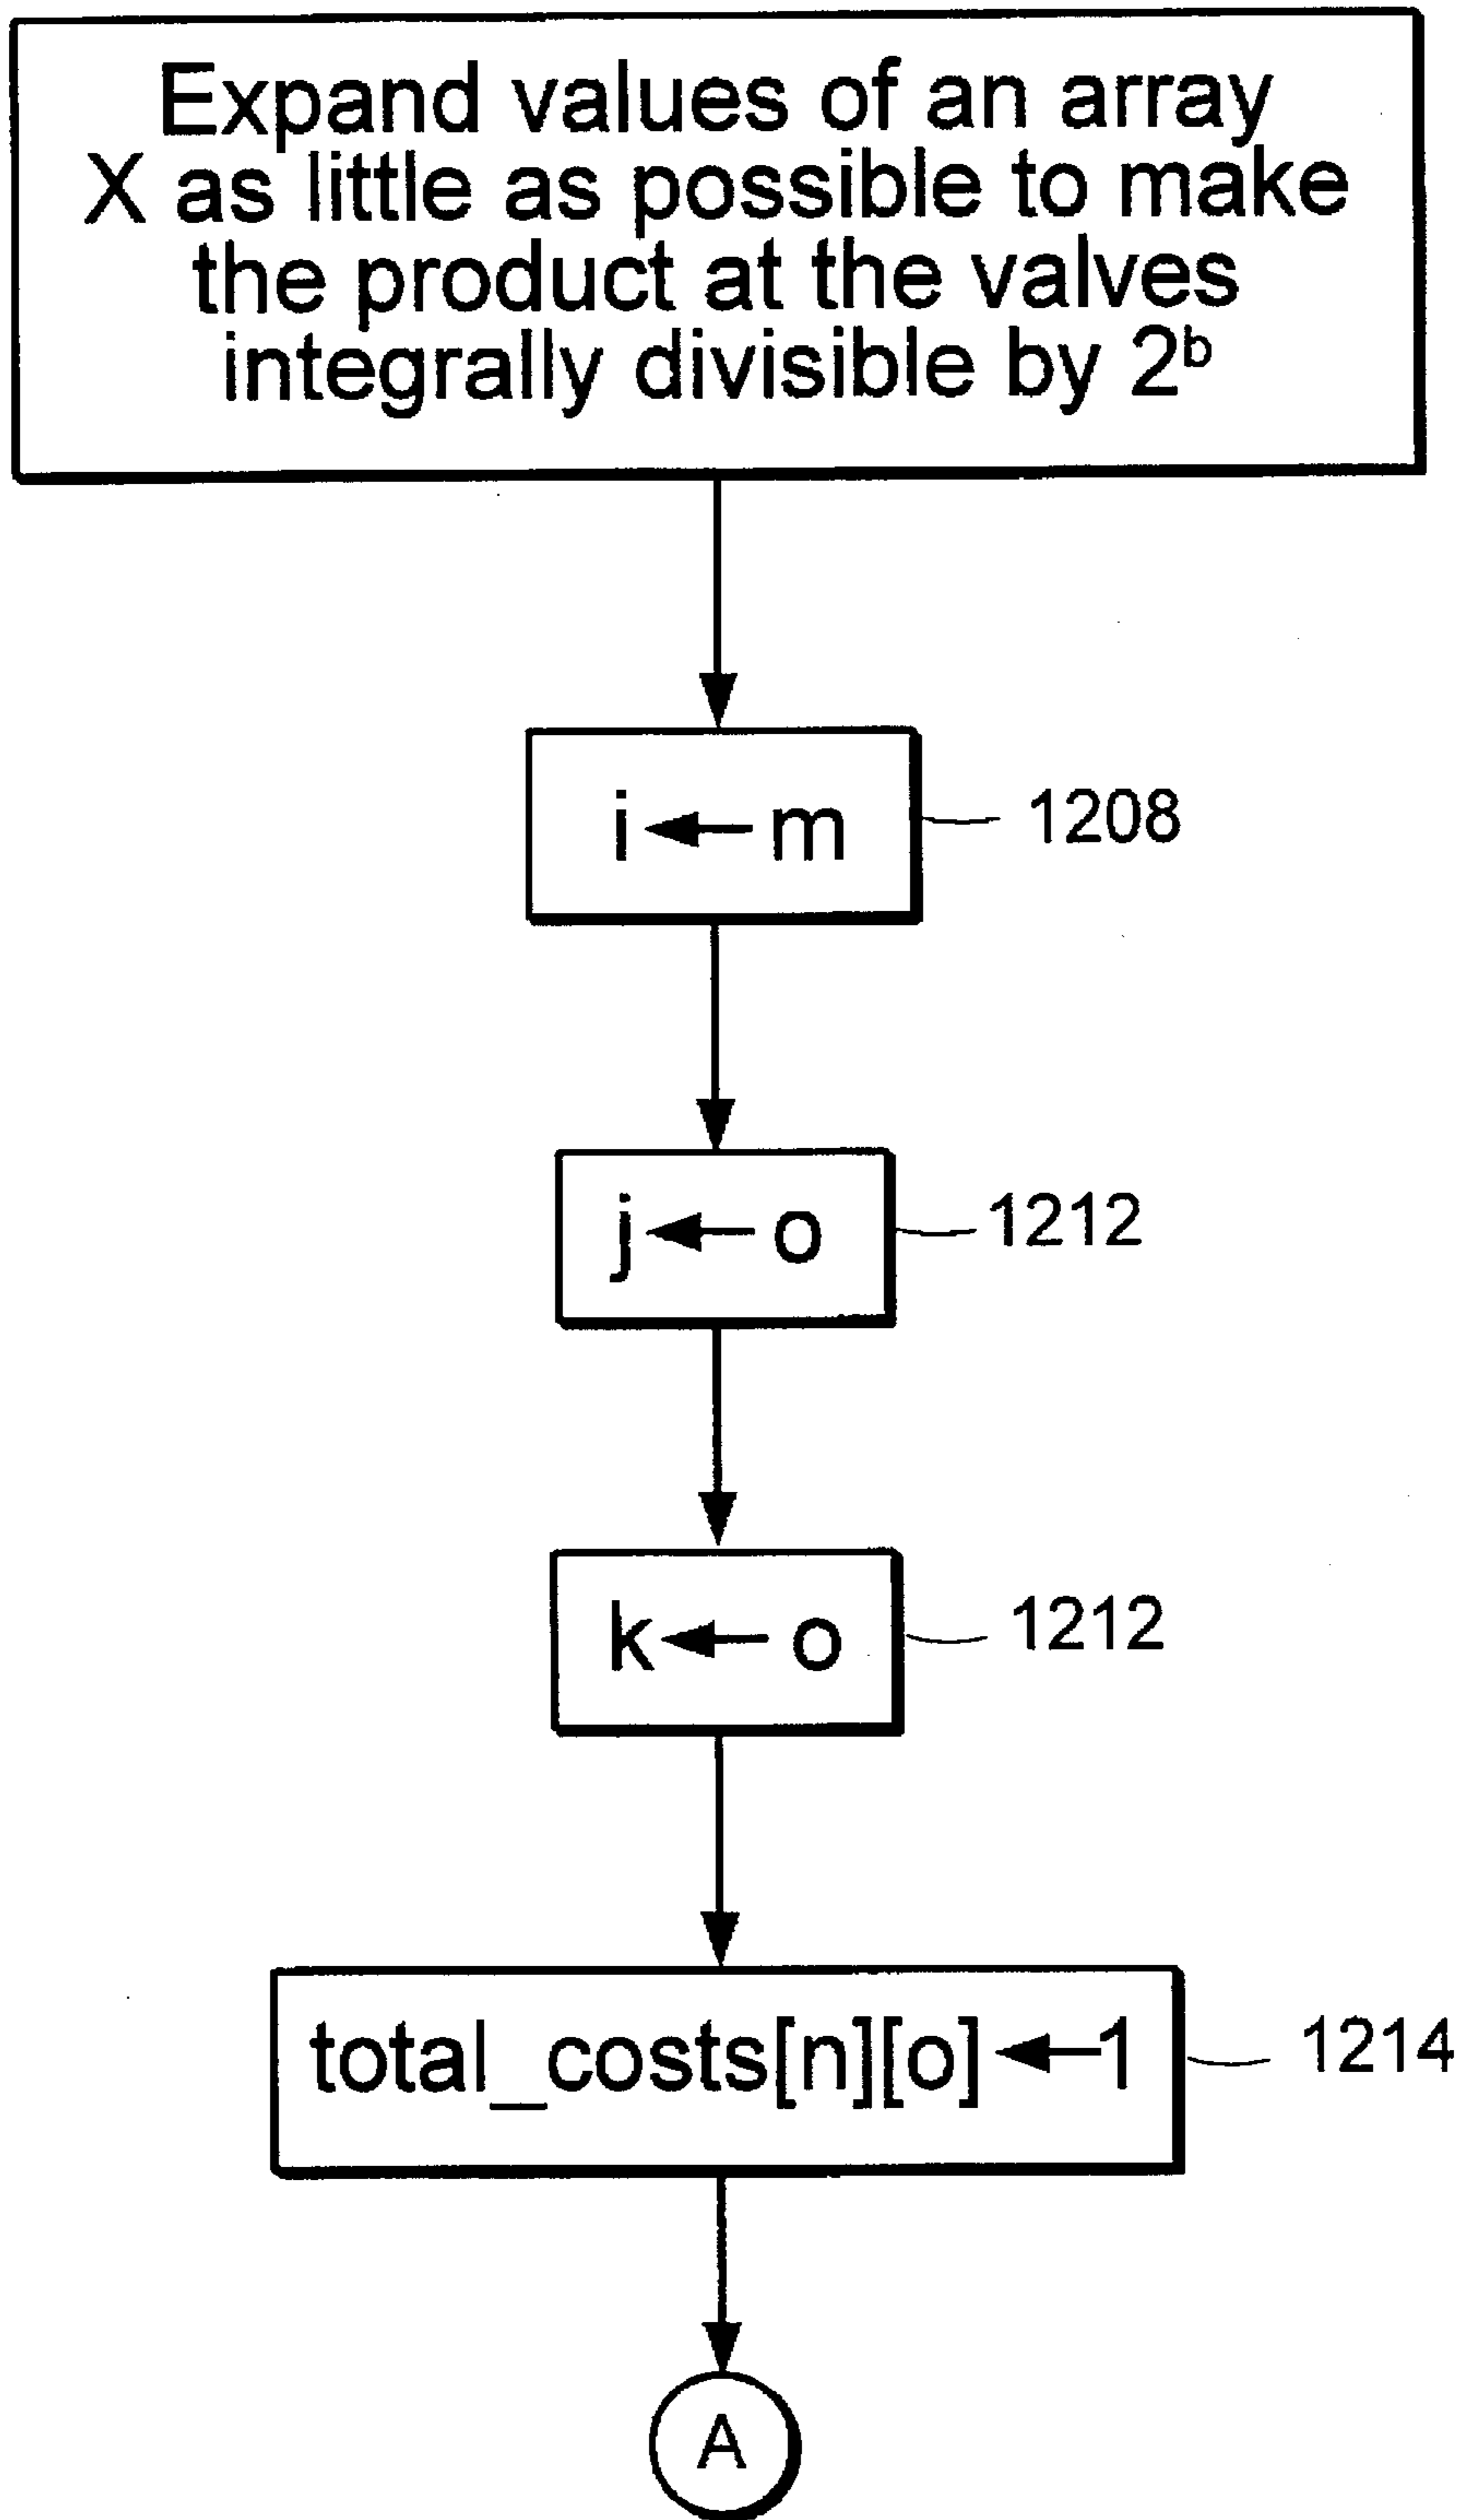 Expand values of an array
X as little as possible to make
the product at the valves
integrally divisible by 2ᵇ
i ← m 1208
j ← o 1212
k ← o 1212
total_costs[n][o] ← 1 1214
A